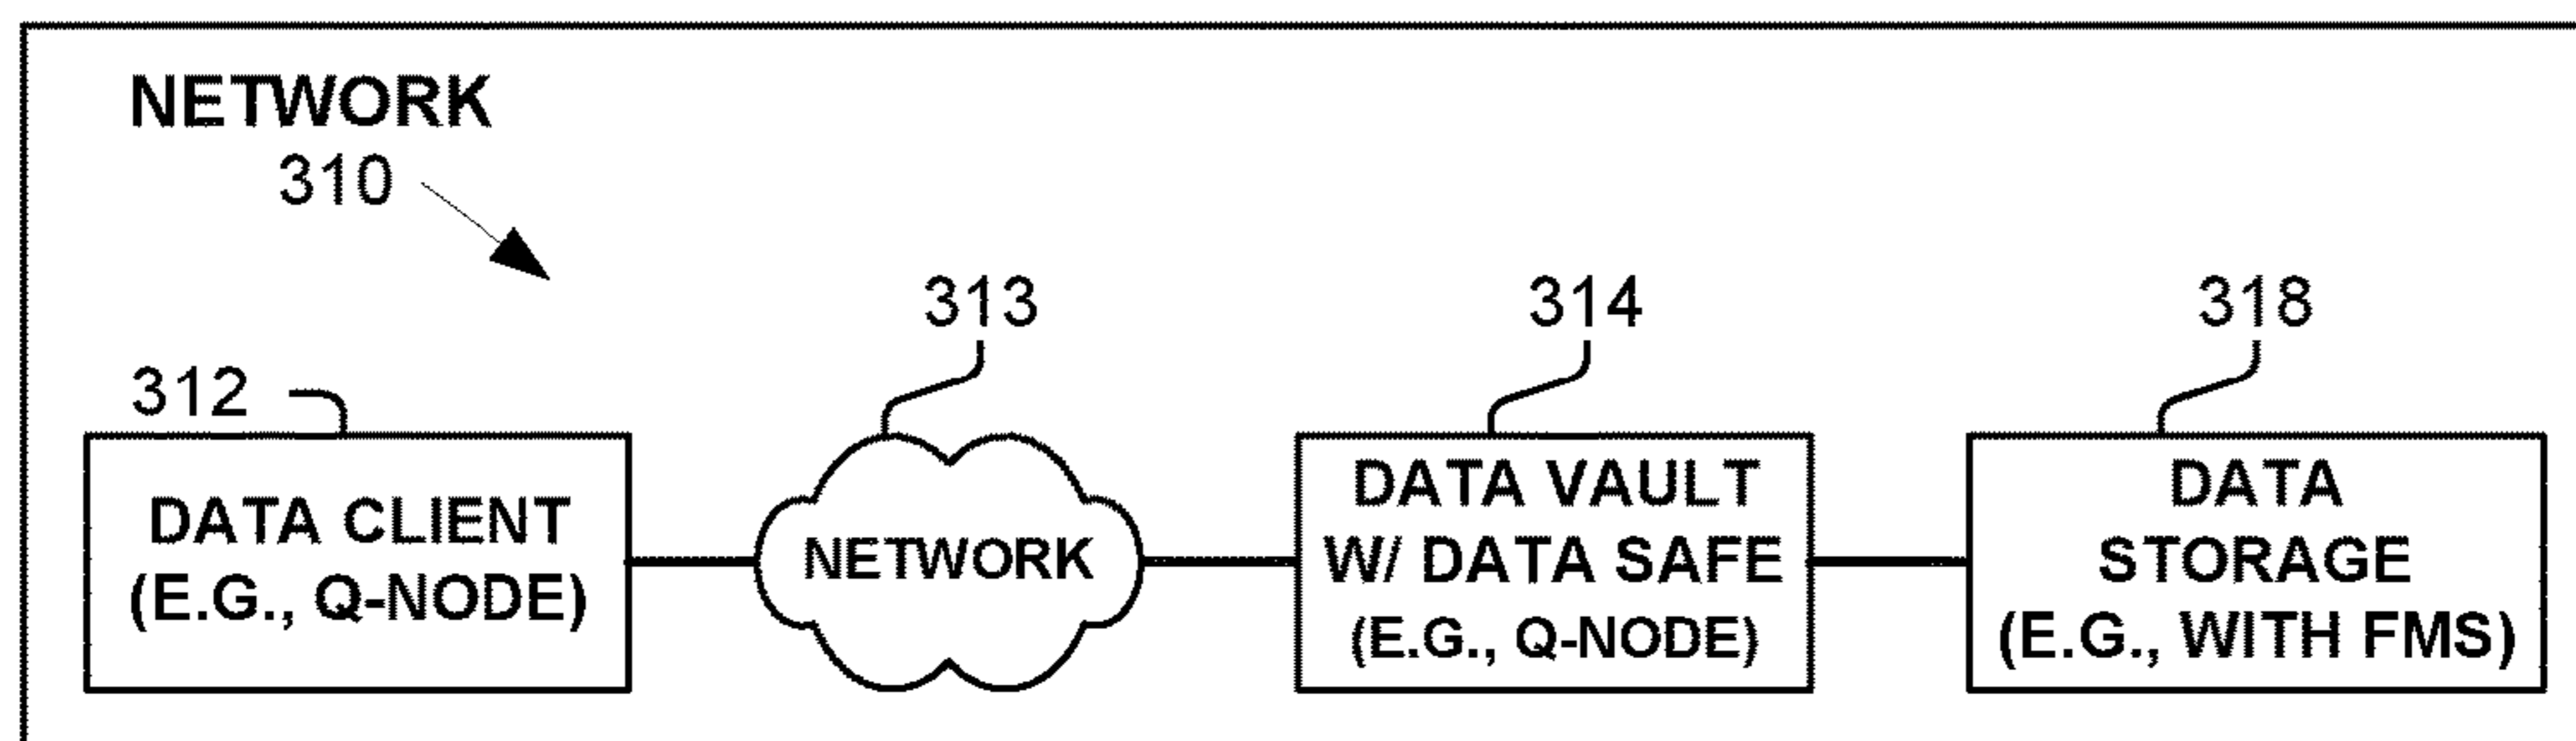 NETWORK
310
313
314
318
312
DATA CLIENT
(E.G., Q-NODE)
NETWORK
DATA VAULT
W/ DATA SAFE
(E.G., Q-NODE)
DATA
STORAGE
(E.G., WITH FMS)